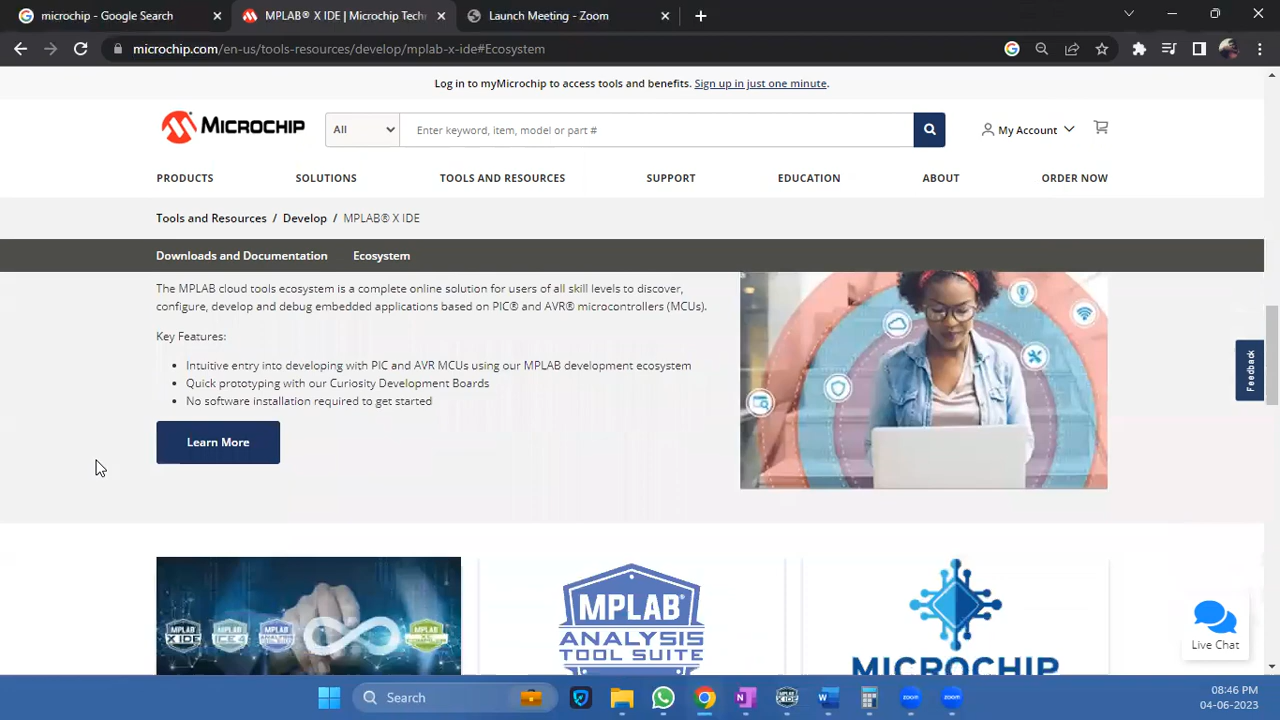 microchip - Google Search
MPLAB® X IDE | Microchip Tech
Launch Meeting - Zoom
microchip.com/en-us/tools-resources/develop/mplab-x-ide#Ecosystem
Log in to myMicrochip to access tools and benefits. Sign up in just one minute.
MICROCHIP
All
Enter keyword, item, model or part #
My Account
PRODUCTS SOLUTIONS TOOLS AND RESOURCES SUPPORT EDUCATION ABOUT ORDER NOW
Tools and Resources / Develop / MPLAB® X IDE
Downloads and Documentation Ecosystem
The MPLAB cloud tools ecosystem is a complete online solution for users of all skill levels to discover,
configure, develop and debug embedded applications based on PIC® and AVR® microcontrollers (MCUs).
Key Features:
• Intuitive entry into developing with PIC and AVR MCUs using our MPLAB development ecosystem
• Quick prototyping with our Curiosity Development Boards
• No software installation required to get started
Feedback
Learn More
MPLAB
ANALYSIS
TOOL SUITE
MPLAB
X IDE
MPLAB
ICE 4
MICROCHIP
Live Chat
Search
08:46 PM
04-06-2023